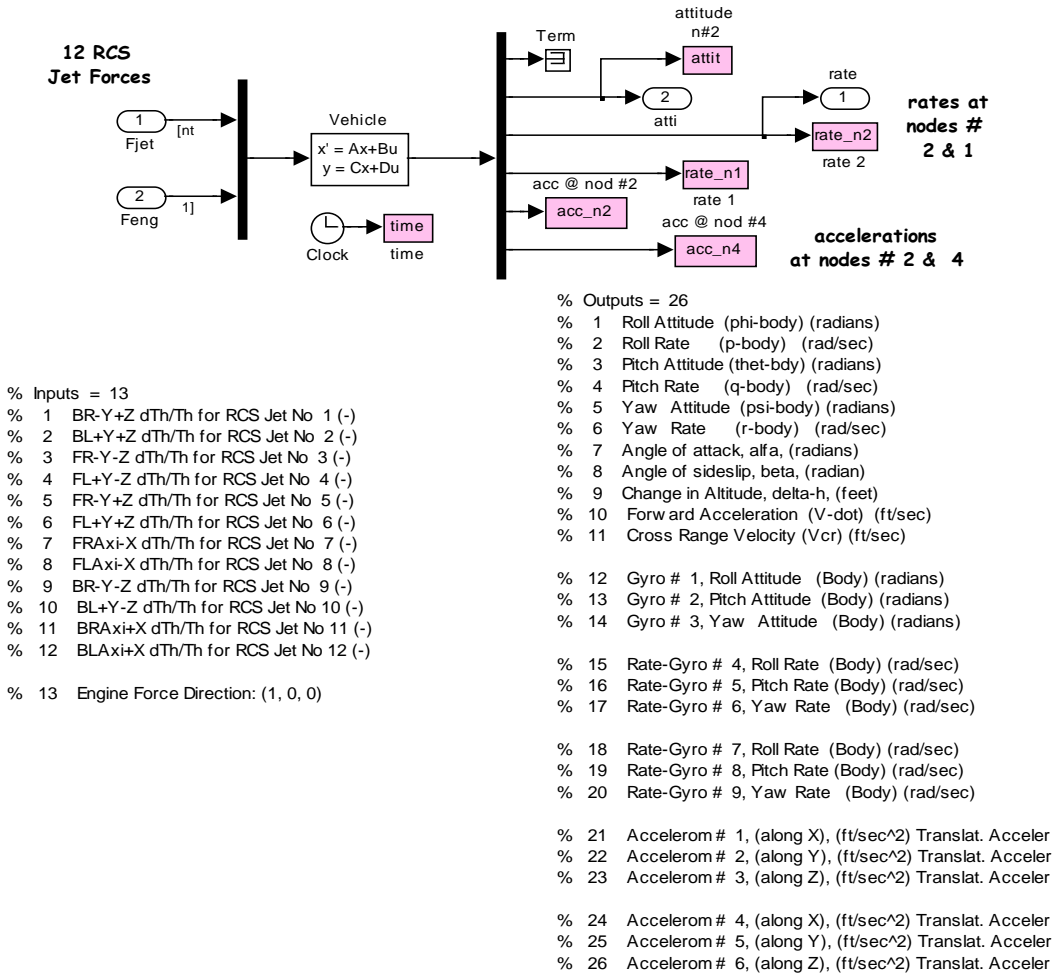 12 RCS
Jet Forces
1
Fjet
[nt
2
Feng
1]
Vehicle
x' = Ax+Bu
y = Cx+Du
Clock
time
time
Term
attitude
n#2
attit
2
atti
rate
1
rate_n2
rate 2
rates at
nodes #
2 & 1
rate_n1
rate 1
acc @ nod #2
acc_n2
acc @ nod #4
acc_n4
accelerations
at nodes # 2 & 4
% Inputs = 13
% 1 BR-Y+Z dTh/Th for RCS Jet No 1 (-)
% 2 BL+Y+Z dTh/Th for RCS Jet No 2 (-)
% 3 FR-Y-Z dTh/Th for RCS Jet No 3 (-)
% 4 FL+Y-Z dTh/Th for RCS Jet No 4 (-)
% 5 FR-Y+Z dTh/Th for RCS Jet No 5 (-)
% 6 FL+Y+Z dTh/Th for RCS Jet No 6 (-)
% 7 FRAxi-X dTh/Th for RCS Jet No 7 (-)
% 8 FLAxi-X dTh/Th for RCS Jet No 8 (-)
% 9 BR-Y-Z dTh/Th for RCS Jet No 9 (-)
% 10 BL+Y-Z dTh/Th for RCS Jet No 10 (-)
% 11 BRAxi+X dTh/Th for RCS Jet No 11 (-)
% 12 BLAxi+X dTh/Th for RCS Jet No 12 (-)
% 13 Engine Force Direction: (1, 0, 0)
% Outputs = 26
% 1 Roll Attitude (phi-body) (radians)
% 2 Roll Rate (p-body) (rad/sec)
% 3 Pitch Attitude (thet-bdy) (radians)
% 4 Pitch Rate (q-body) (rad/sec)
% 5 Yaw Attitude (psi-body) (radians)
% 6 Yaw Rate (r-body) (rad/sec)
% 7 Angle of attack, alfa, (radians)
% 8 Angle of sideslip, beta, (radian)
% 9 Change in Altitude, delta-h, (feet)
% 10 Forward Acceleration (V-dot) (ft/sec)
% 11 Cross Range Velocity (Vcr) (ft/sec)
% 12 Gyro # 1, Roll Attitude (Body) (radians)
% 13 Gyro # 2, Pitch Attitude (Body) (radians)
% 14 Gyro # 3, Yaw Attitude (Body) (radians)
% 15 Rate-Gyro # 4, Roll Rate (Body) (rad/sec)
% 16 Rate-Gyro # 5, Pitch Rate (Body) (rad/sec)
% 17 Rate-Gyro # 6, Yaw Rate (Body) (rad/sec)
% 18 Rate-Gyro # 7, Roll Rate (Body) (rad/sec)
% 19 Rate-Gyro # 8, Pitch Rate (Body) (rad/sec)
% 20 Rate-Gyro # 9, Yaw Rate (Body) (rad/sec)
% 21 Accelerom # 1, (along X), (ft/sec^2) Translat. Acceler
% 22 Accelerom # 2, (along Y), (ft/sec^2) Translat. Acceler
% 23 Accelerom # 3, (along Z), (ft/sec^2) Translat. Acceler
% 24 Accelerom # 4, (along X), (ft/sec^2) Translat. Acceler
% 25 Accelerom # 5, (along Y), (ft/sec^2) Translat. Acceler
% 26 Accelerom # 6, (along Z), (ft/sec^2) Translat. Acceler